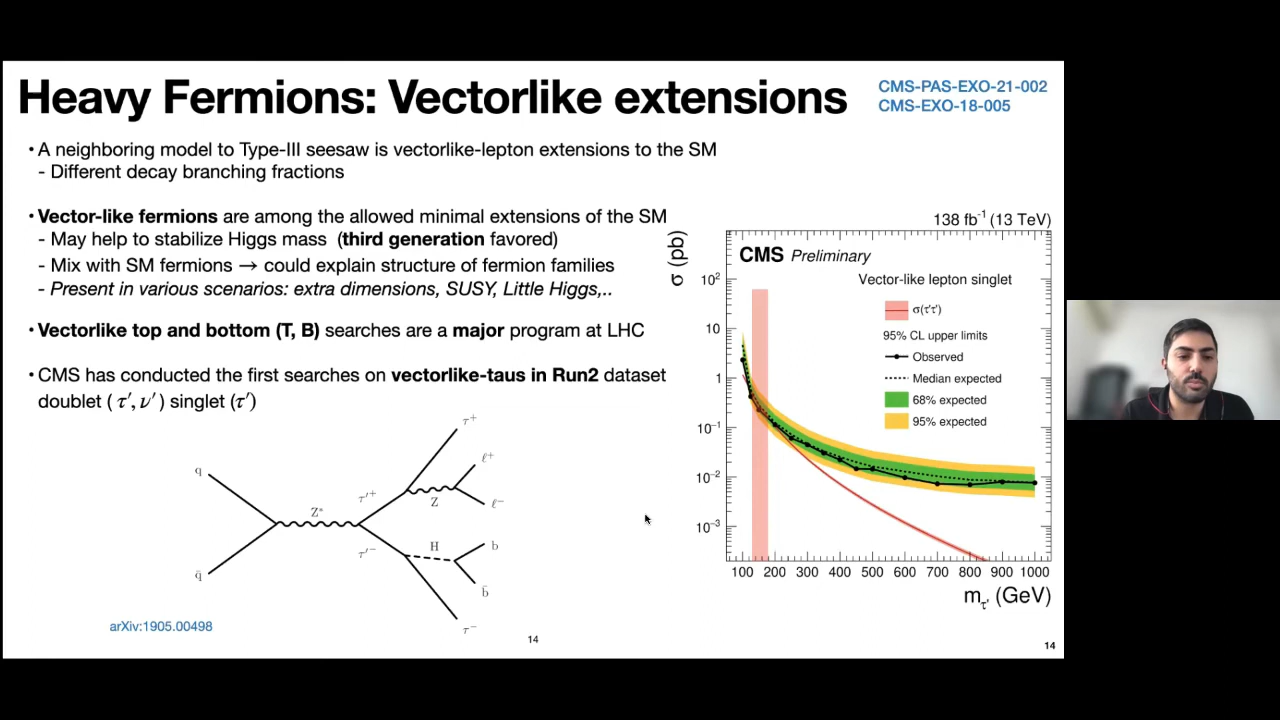 Heavy Fermions: Vectorlike extensions
CMS-PAS-EXO-21-002
CMS-EXO-18-005
• A neighboring model to Type-III seesaw is vectorlike-lepton extensions to the SM
- Different decay branching fractions
• Vector-like fermions are among the allowed minimal extensions of the SM
- May help to stabilize Higgs mass (third generation favored)
- Mix with SM fermions → could explain structure of fermion families
- Present in various scenarios: extra dimensions, SUSY, Little Higgs,..
• Vectorlike top and bottom (T, B) searches are a major program at LHC
• CMS has conducted the first searches on vectorlike-taus in Run2 dataset
doublet ( τ′, ν′ ) singlet (τ′)
q
q̄
Z*
τ′⁺
τ′⁻
τ⁺
Z
ℓ⁺
ℓ⁻
H
b
b̄
τ⁻
arXiv:1905.00498
14
138 fb⁻¹ (13 TeV)
σ (pb)
CMS Preliminary
Vector-like lepton singlet
σ(τ'τ')
95% CL upper limits
Observed
Median expected
68% expected
95% expected
10²
10
1
10⁻¹
10⁻²
10⁻³
100 200 300 400 500 600 700 800 900 1000
m_τ' (GeV)
14